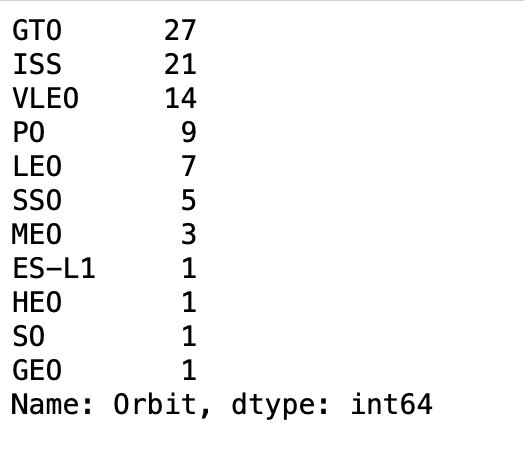 GTO 27
ISS 21
VLEO 14
PO 9
LEO 7
SSO 5
MEO 3
ES-L1 1
HEO 1
SO 1
GEO 1
Name: Orbit, dtype: int64